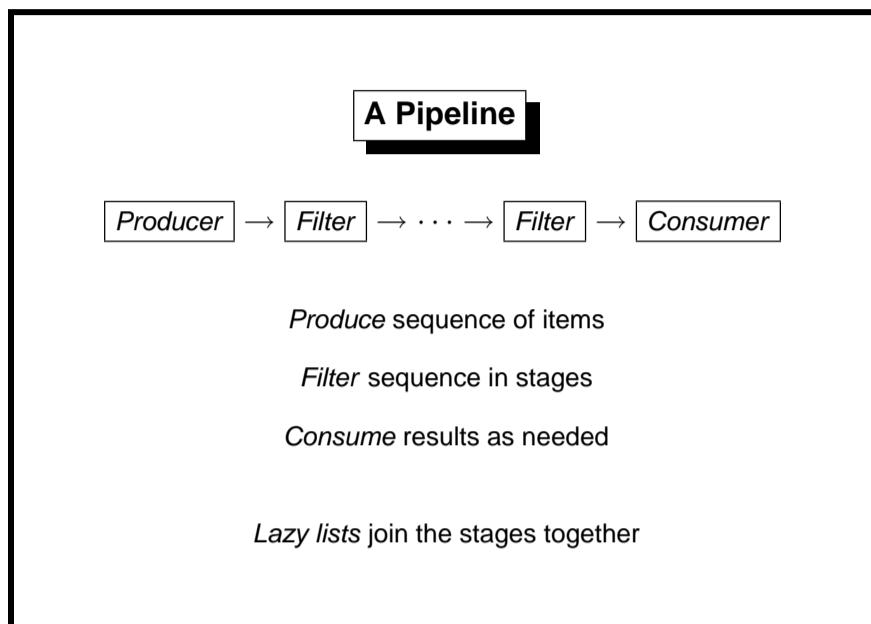 A Pipeline
Producer → Filter → · · · → Filter → Consumer
Produce sequence of items
Filter sequence in stages
Consume results as needed
Lazy lists join the stages together